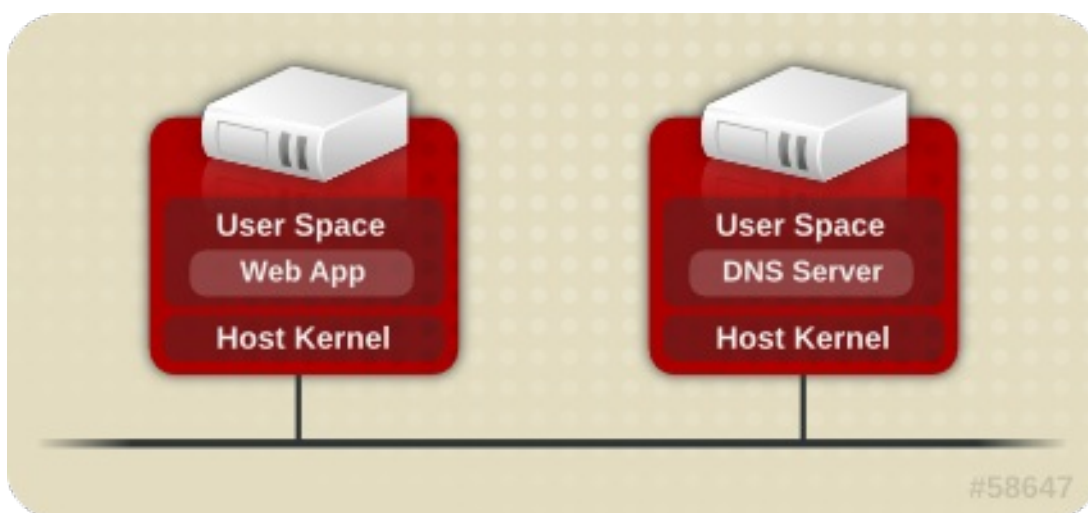 User Space
Web App
Host Kernel
User Space
DNS Server
Host Kernel
#58647